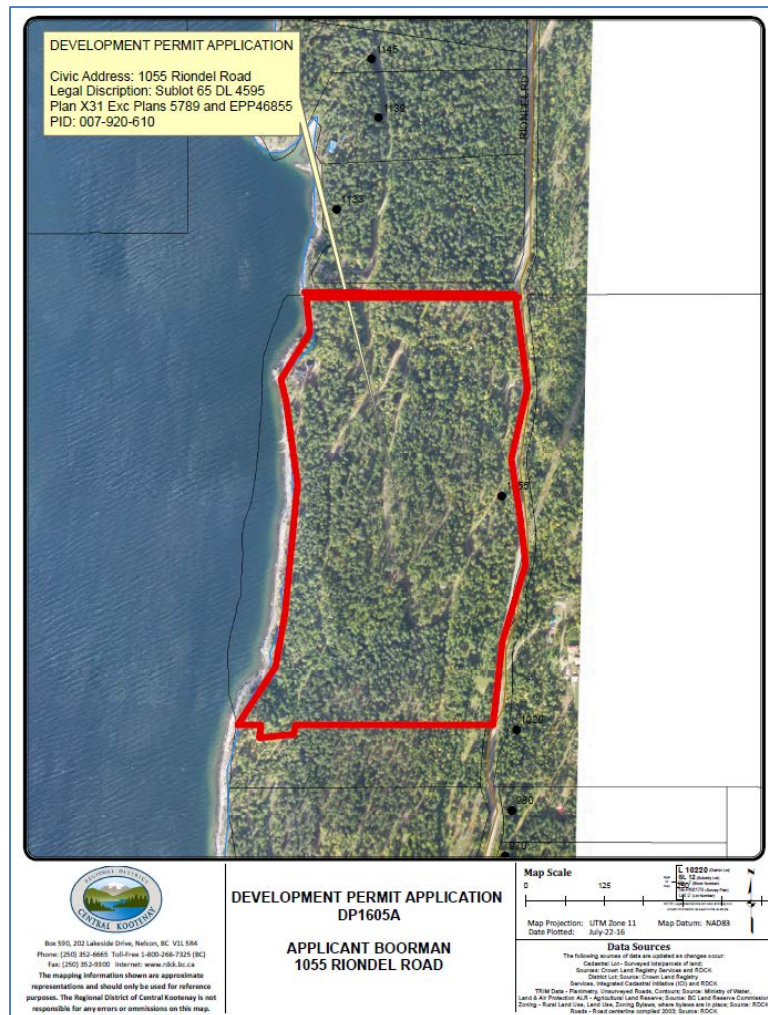 DEVELOPMENT PERMIT APPLICATION
Civic Address: 1055 Riondel Road
Legal Discription: Sublot 65 DL 4595
Plan X31 Exc Plans 5789 and EPP46855
PID: 007-920-610
1145
1139
RIONDEL RD
1133
1055
1020
REGIONAL DISTRICT
CENTRAL KOOTENAY
Box 590, 202 Lakeside Drive, Nelson, BC V1L 5R4
Phone: (250) 352-6665 Toll-Free 1-800-268-7325 (BC)
Fax: (250) 352-9300 Internet: www.rdck.bc.ca
The mapping information shown are approximate
representations and should only be used for reference
purposes. The Regional District of Central Kootenay is not
responsible for any errors or ommissions on this map.
DEVELOPMENT PERMIT APPLICATION
DP1605A
APPLICANT BOORMAN
1055 RIONDEL ROAD
Map Scale
0 125
L 10220 (District Lot)
SL 12
N
Map Projection: UTM Zone 11 Map Datum: NAD83
Date Plotted: July-22-16
Data Sources
The following sources of data are updated as changes occur:
Cadastral Lot - Surveyed lots/parcels of land;
Sources: Crown Land Registry Services and RDCK
District Lot; Source: Crown Land Registry
Services, Integrated Cadastral Initiative (ICI) and RDCK
TRIM Data - Planimetry, Unsurveyed Roads, Contours; Source: Ministry of Water,
Land & Air Protection ALR - Agricultural Land Reserve; Source: BC Land Reserve Commission
Zoning - Rural Land Use, Land Use, Zoning Bylaws, where bylaws are in place; Source: RDCK
Roads - Road centerline compiled 2003; Source: RDCK